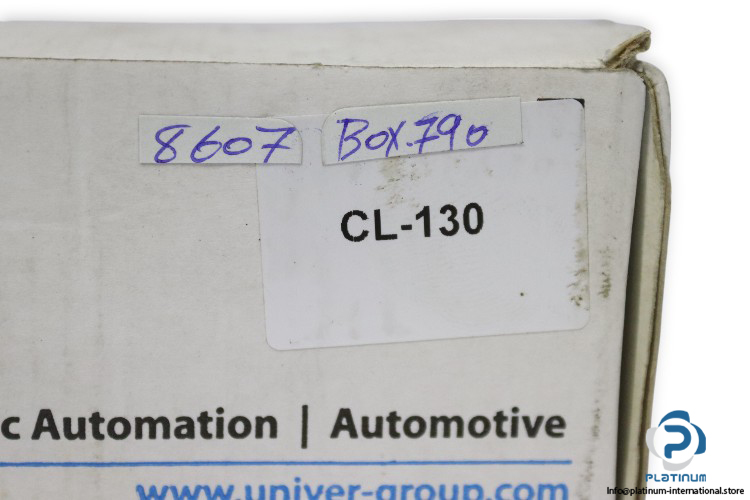 8607 Box.790
CL-130
c Automation | Automotive
www.univer-group.com
PLATINUM
Info@platinum-international.store